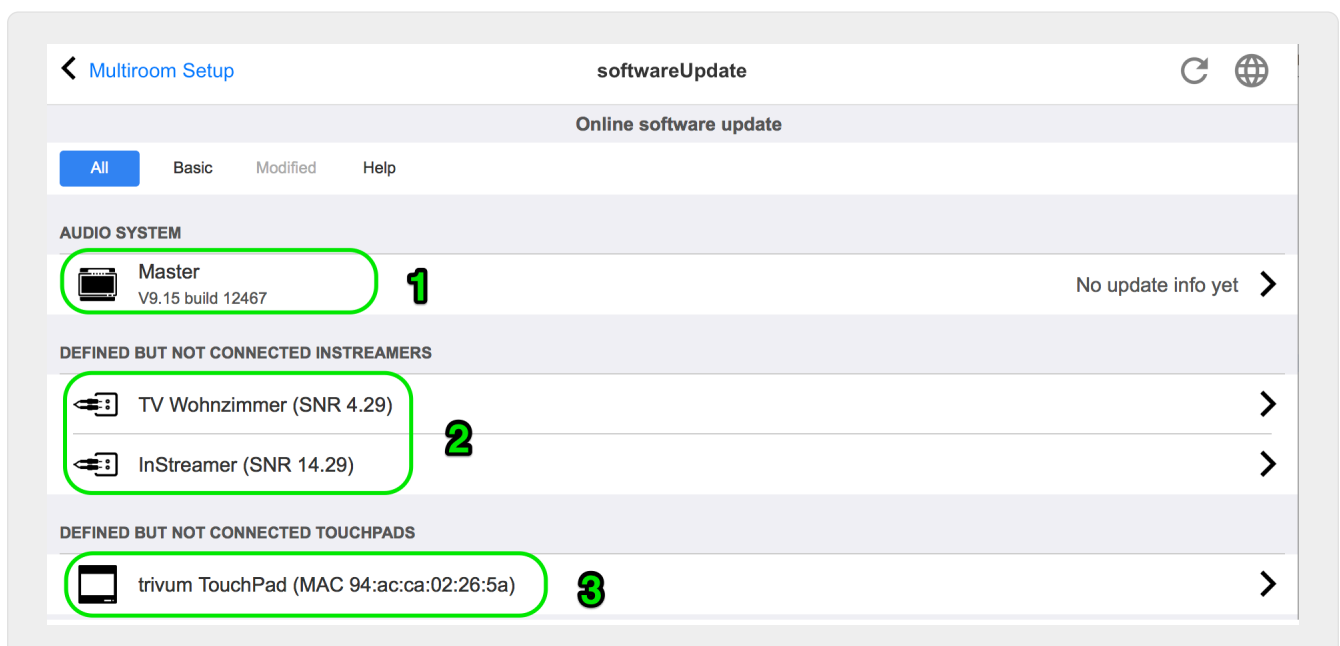 Multiroom Setup
softwareUpdate
Online software update
All Basic Modified Help
AUDIO SYSTEM
Master
V9.15 build 12467
1
No update info yet
DEFINED BUT NOT CONNECTED INSTREAMERS
TV Wohnzimmer (SNR 4.29)
2
InStreamer (SNR 14.29)
DEFINED BUT NOT CONNECTED TOUCHPADS
trivum TouchPad (MAC 94:ac:ca:02:26:5a)
3